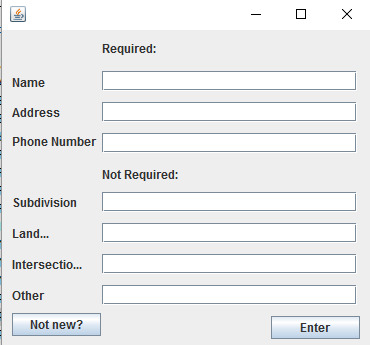 Required:
Name
Address
Phone Number
Not Required:
Subdivision
Land...
Intersectio...
Other
Not new?
Enter